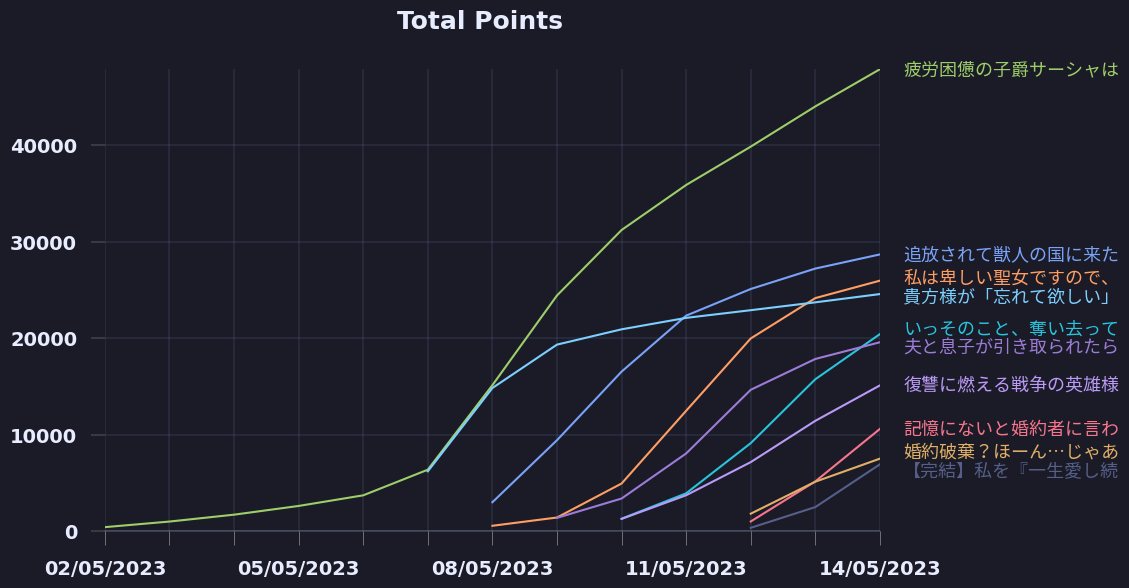 Total Points
疲労困憊の子爵サーシャは
40000
30000
追放されて獣人の国に来た
私は卑しい聖女ですので、
貴方様が「忘れて欲しい」
20000
いっそのこと、奪い去って
夫と息子が引き取られたら
復讐に燃える戦争の英雄様
10000
記憶にないと婚約者に言わ
婚約破棄？ほーん…じゃあ
【完結】私を『一生愛し続
0
02/05/2023
05/05/2023
08/05/2023
11/05/2023
14/05/2023